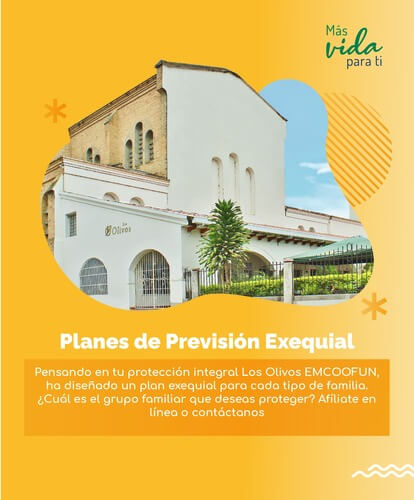 Más
vida
para ti
Los
Olivos
Planes de Previsión Exequial
Pensando en tu protección integral Los Olivos EMCOOFUN,
ha diseñado un plan exequial para cada tipo de familia.
¿Cuál es el grupo familiar que deseas proteger? Afíliate en
línea o contáctanos